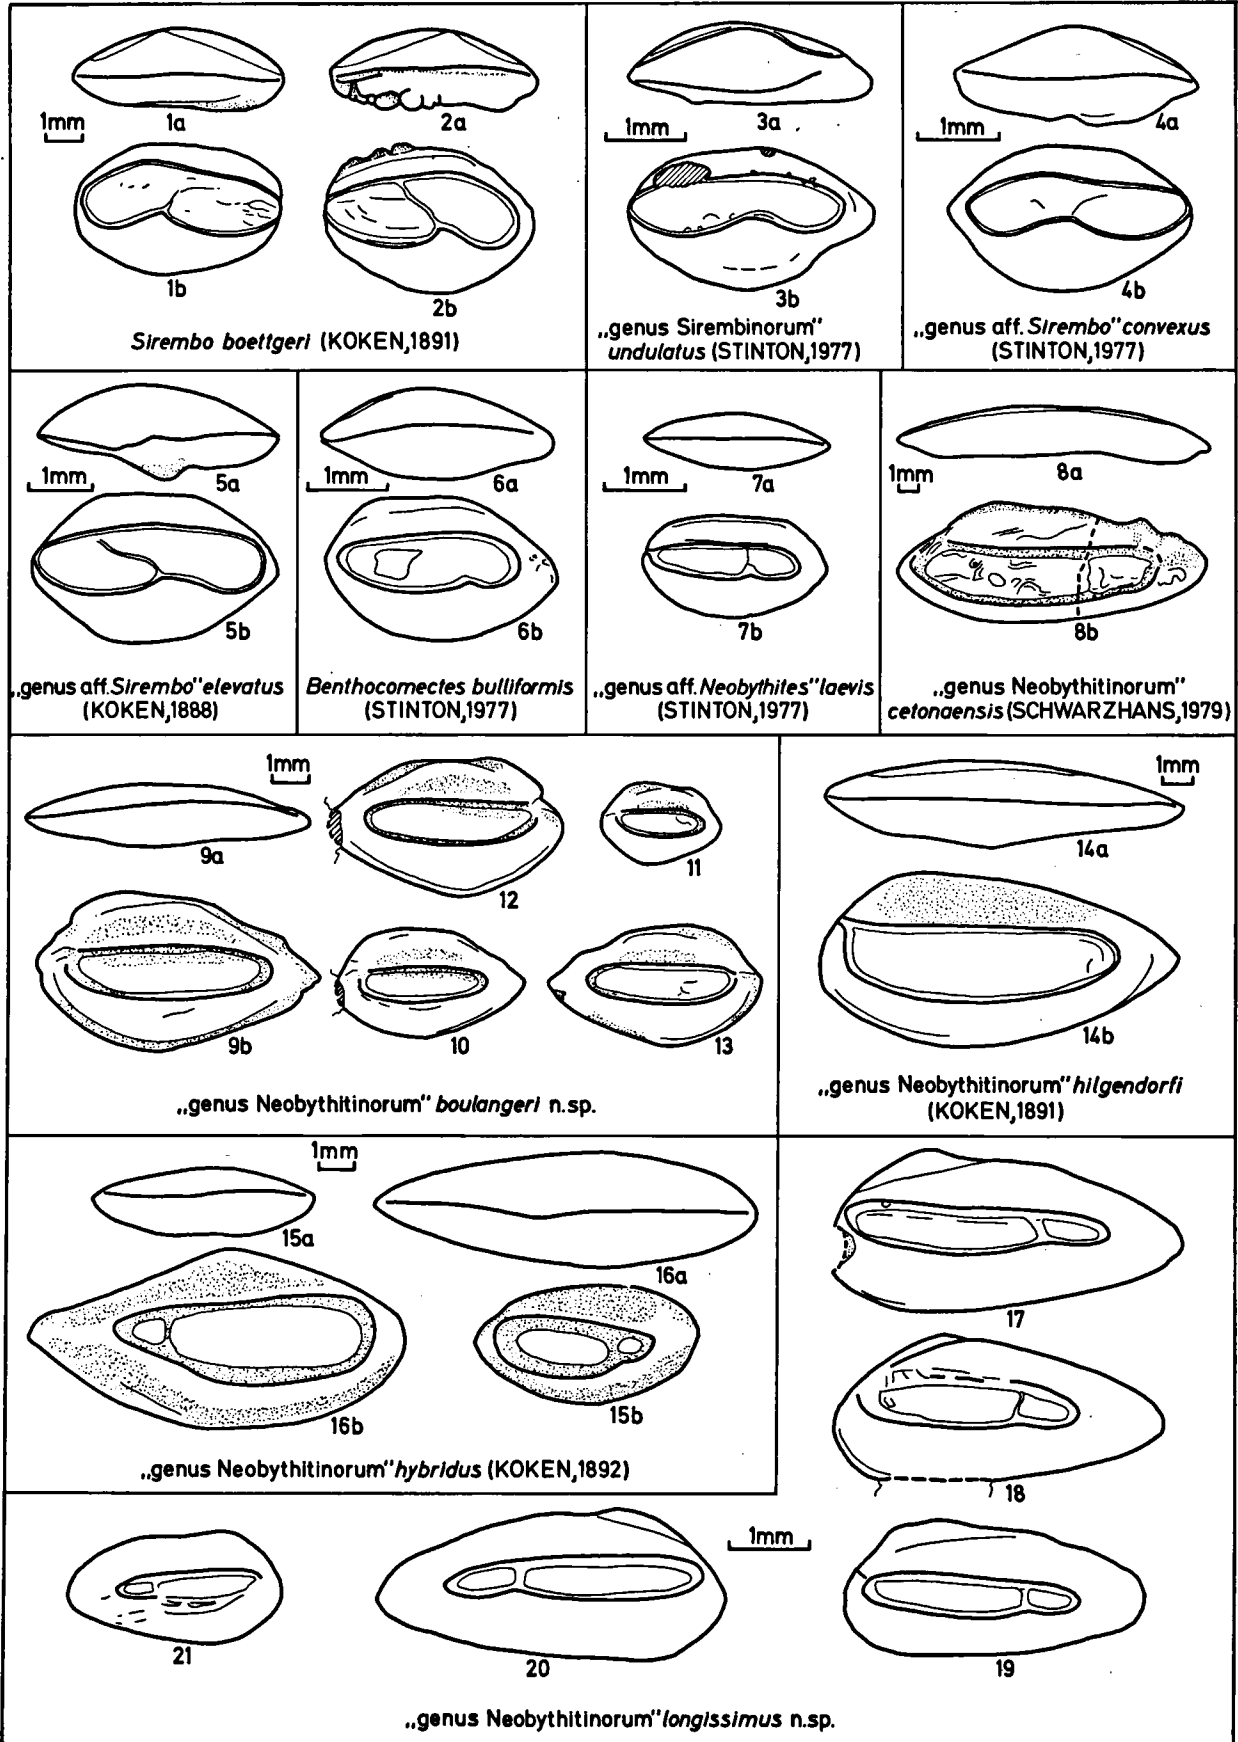 1mm
1a
2a
1b
2b
Sirembo boettgeri (KOKEN,1891)
3a
1mm
3b
„genus Sirembinorum"
undulatus (STINTON,1977)
4a
1mm
4b
„genus aff. Sirembo" convexus
(STINTON,1977)
1mm
5a
5b
„genus aff. Sirembo" elevatus
(KOKEN,1888)
1mm
6a
6b
Benthocomectes bulliformis
(STINTON,1977)
1mm
7a
7b
„genus aff. Neobythites" laevis
(STINTON,1977)
8a
1mm
8b
„genus Neobythitinorum"
cetonaensis (SCHWARZHANS,1979)
1mm
9a
12
11
9b
10
13
„genus Neobythitinorum" boulangeri n.sp.
1mm
14a
14b
„genus Neobythitinorum" hilgendorfi
(KOKEN,1891)
1mm
15a
16a
16b
15b
„genus Neobythitinorum" hybridus (KOKEN,1892)
17
18
1mm
21
20
19
„genus Neobythitinorum" longissimus n.sp.